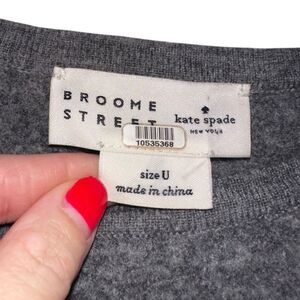 BROOME
STREET
kate spade
NEW YORK
10535368
size U
made in china